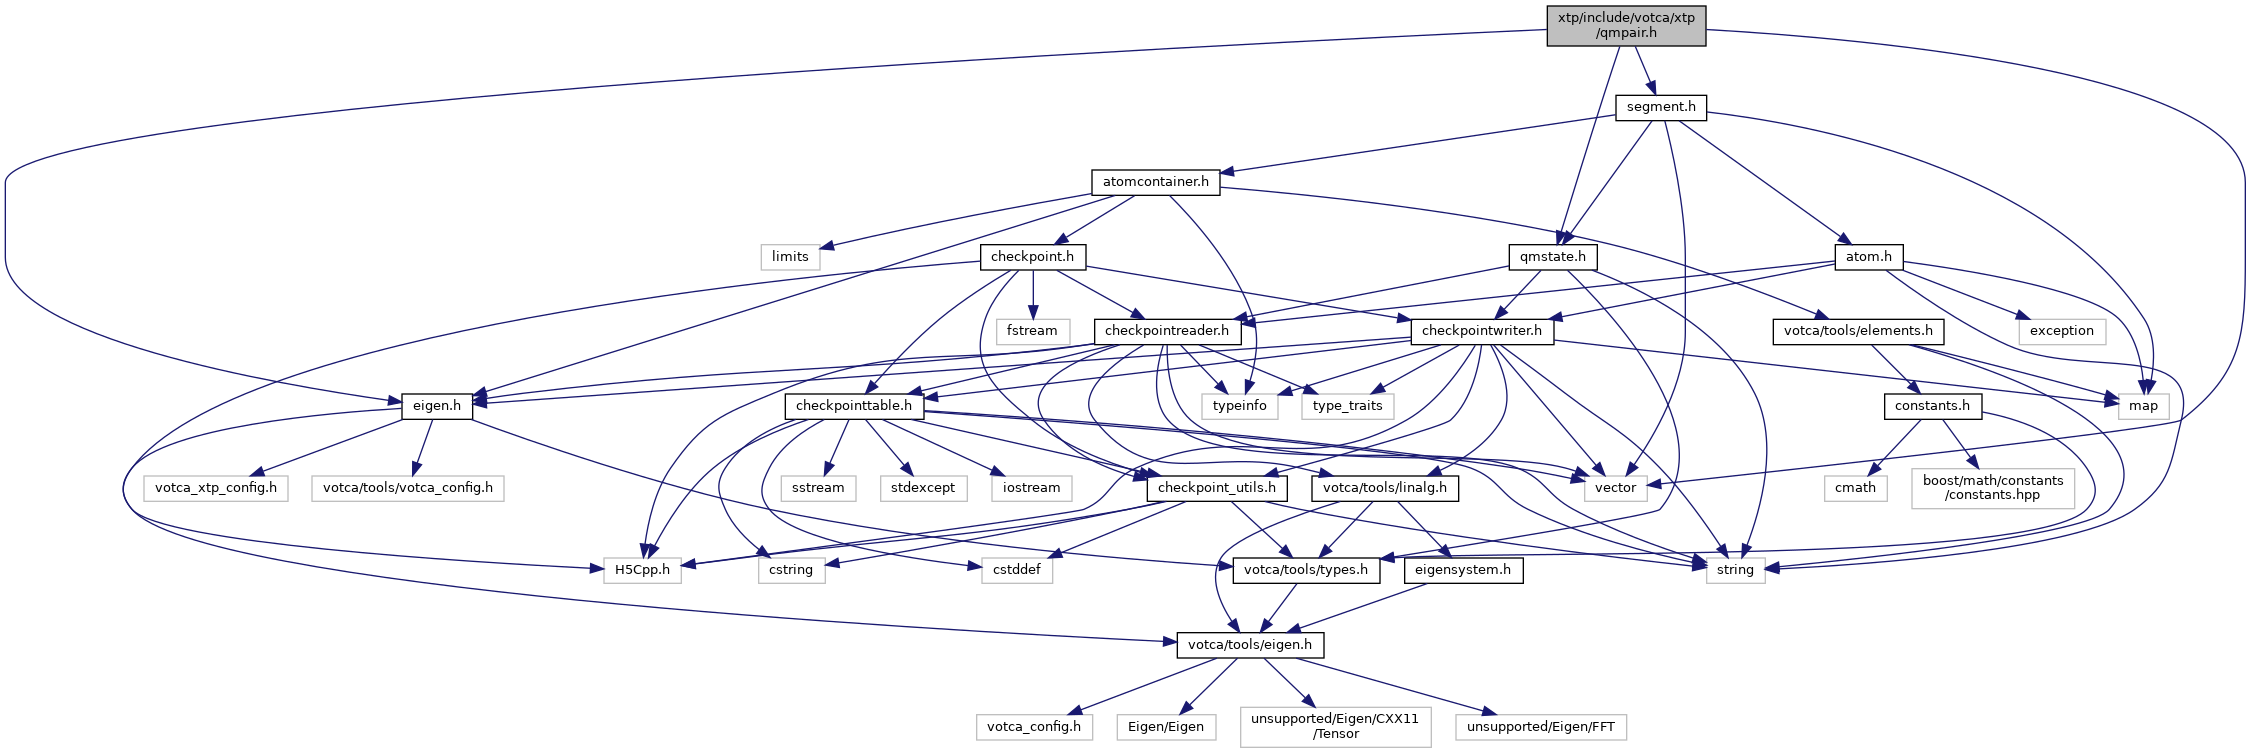 xtp/include/votca/xtp
/qmpair.h
segment.h
atomcontainer.h
limits
checkpoint.h
qmstate.h
atom.h
fstream
checkpointreader.h
checkpointwriter.h
votca/tools/elements.h
exception
eigen.h
checkpointtable.h
typeinfo
type_traits
constants.h
map
votca_xtp_config.h
votca/tools/votca_config.h
sstream
stdexcept
iostream
checkpoint_utils.h
votca/tools/linalg.h
vector
cmath
boost/math/constants
/constants.hpp
H5Cpp.h
cstring
cstddef
votca/tools/types.h
eigensystem.h
string
votca/tools/eigen.h
votca_config.h
Eigen/Eigen
unsupported/Eigen/CXX11
/Tensor
unsupported/Eigen/FFT